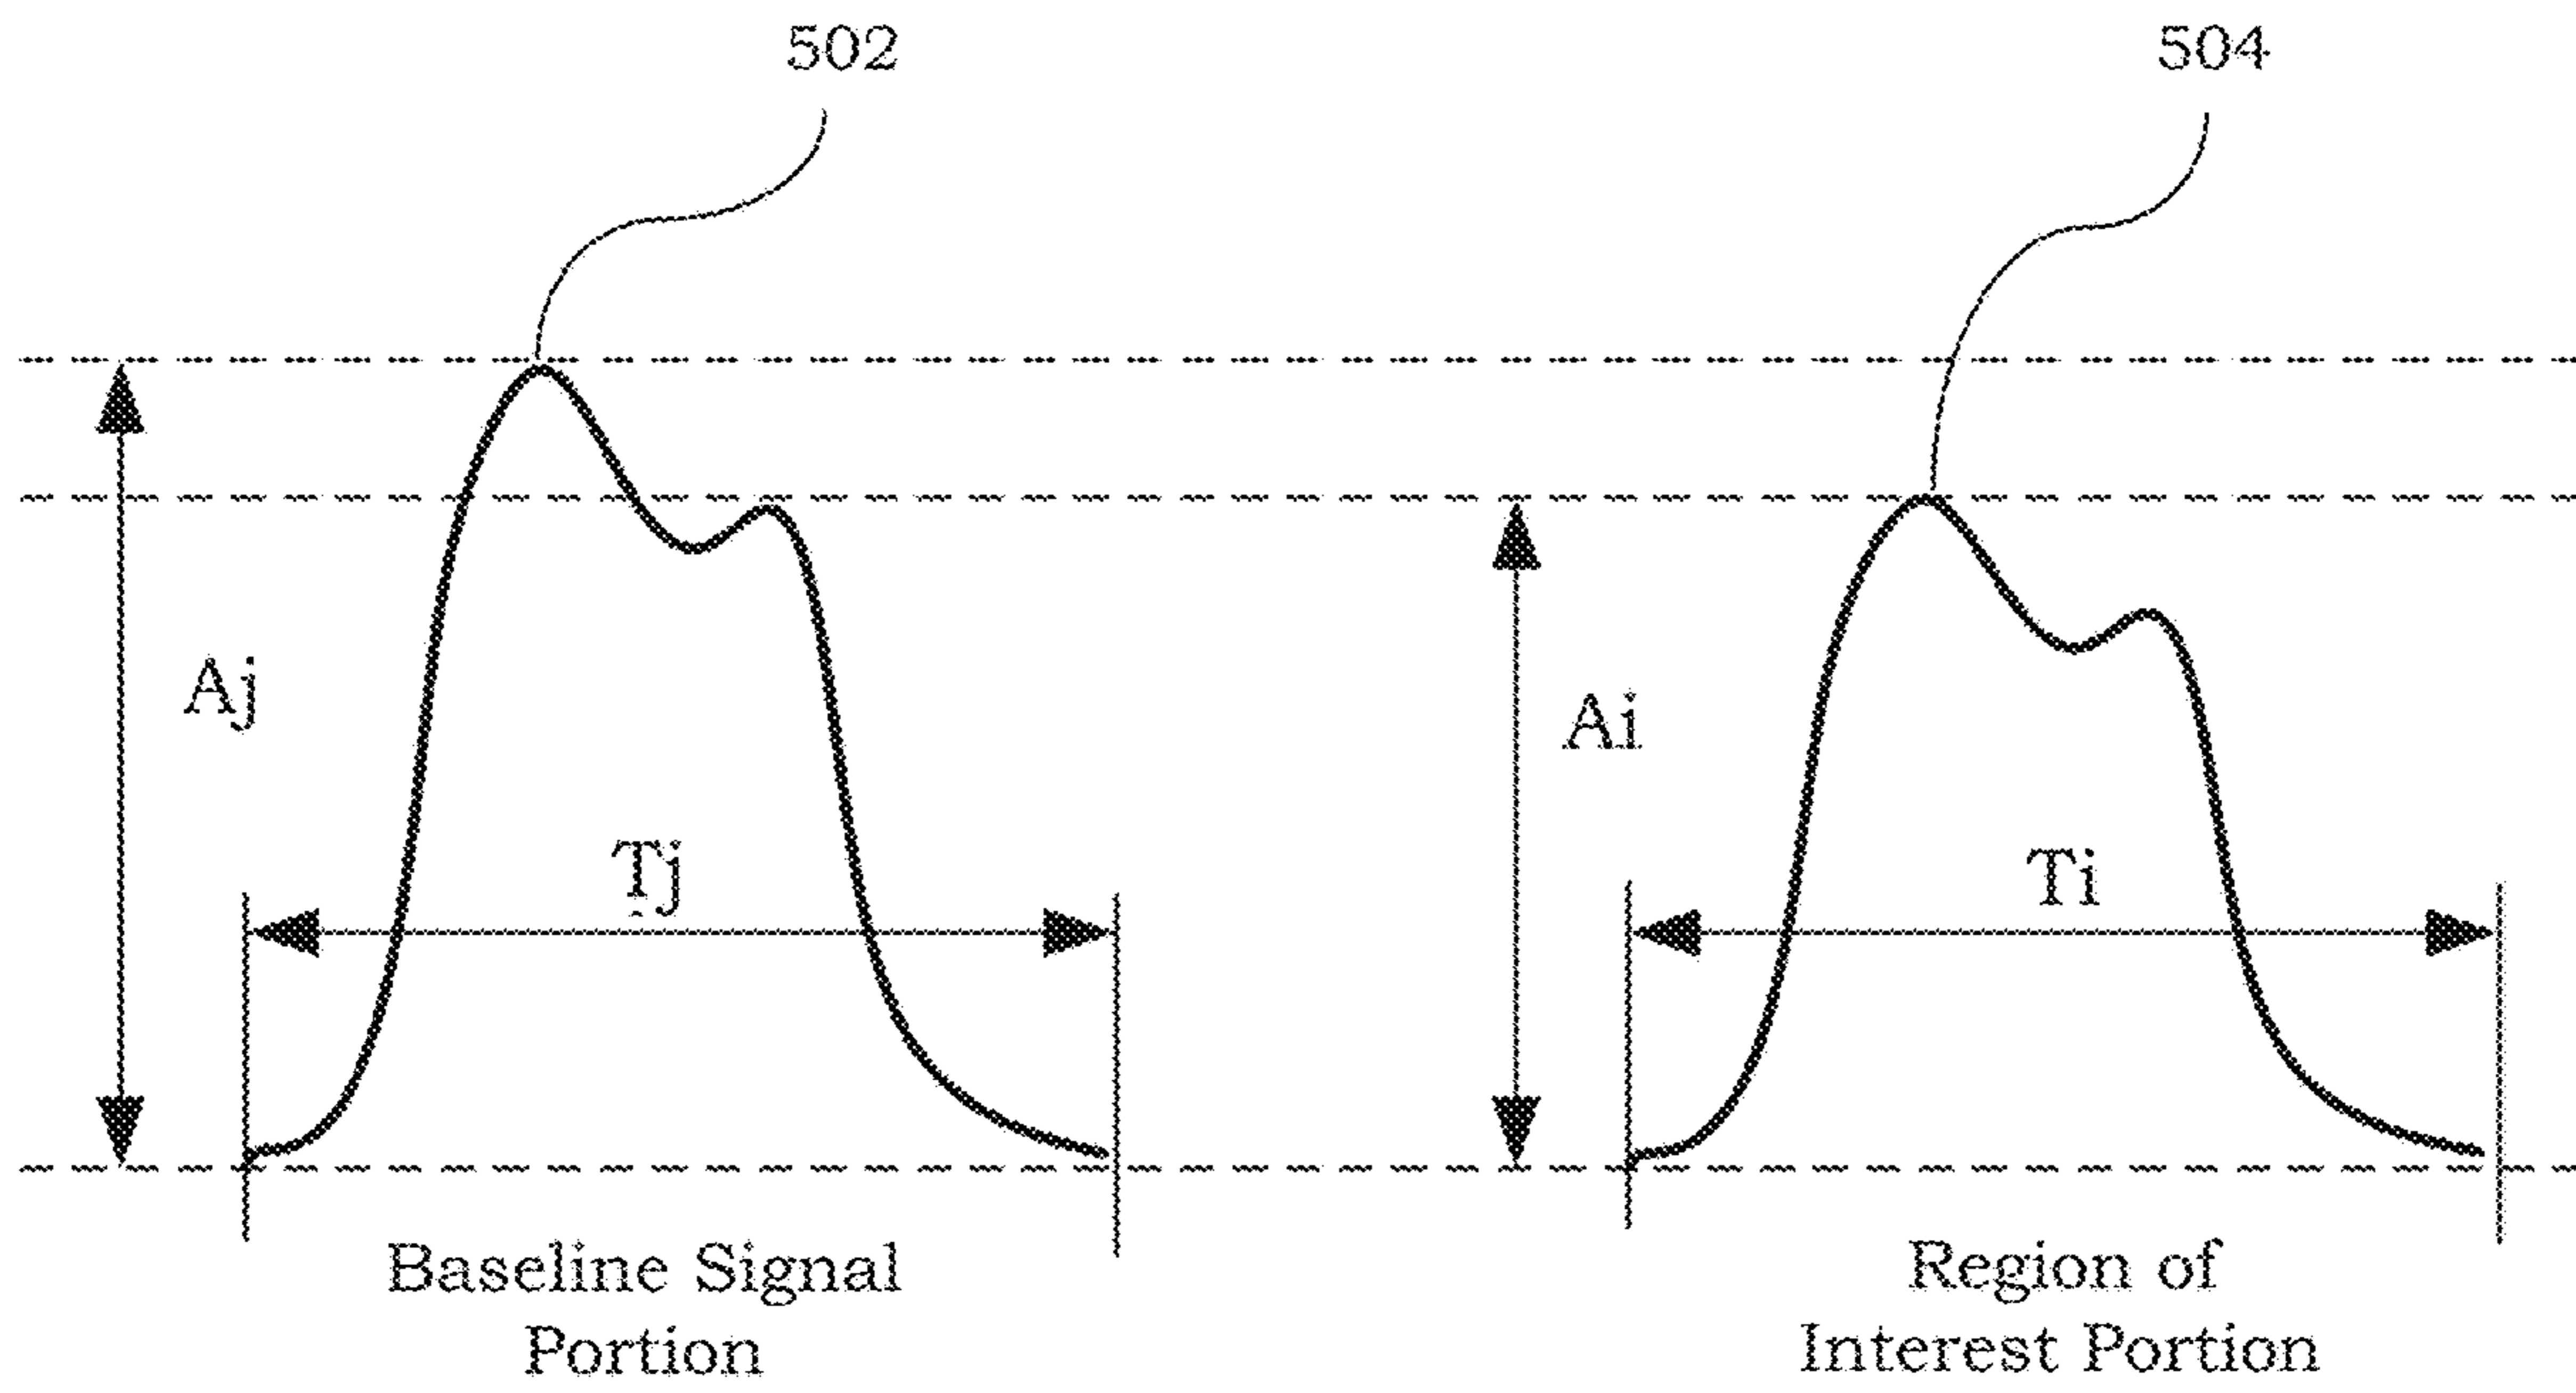 502
504
Aj
Ai
Tj
Ti
Baseline Signal
Portion
Region of
Interest Portion